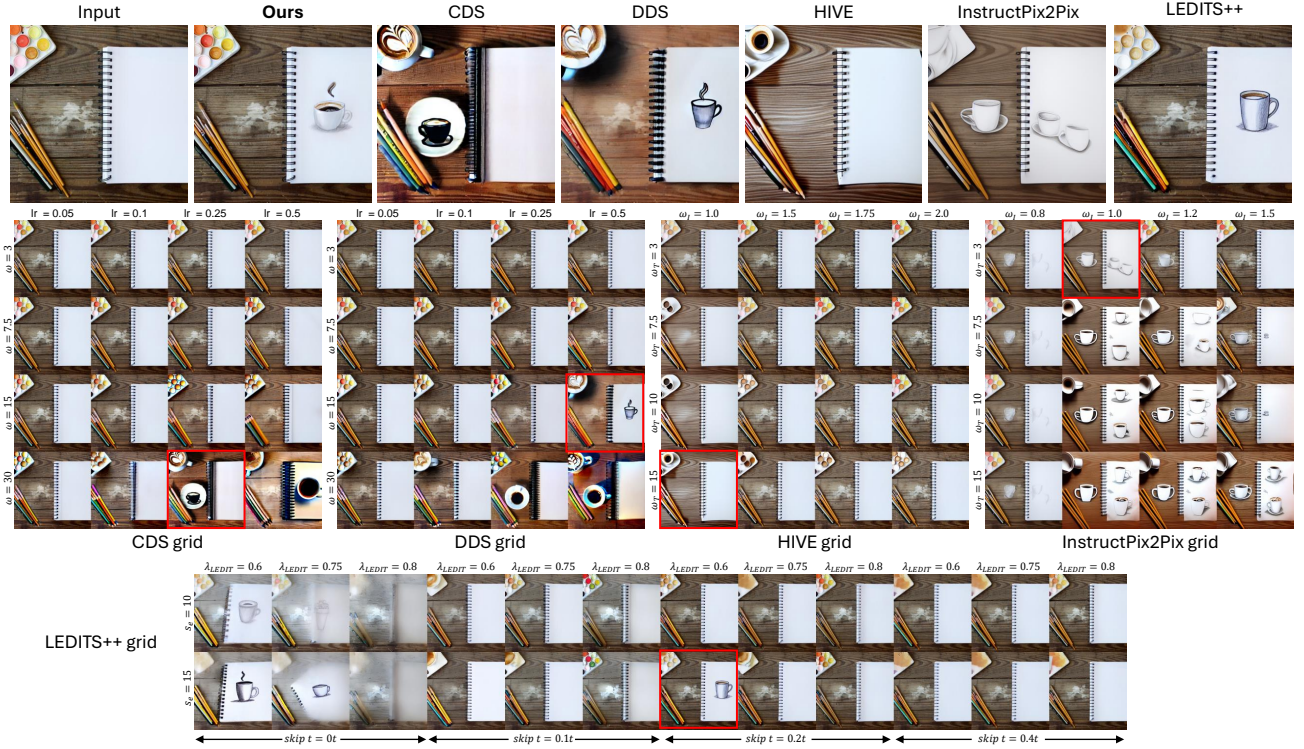 Input Ours CDS DDS HIVE InstructPix2Pix LEDITS++
lr = 0.05 lr = 0.1 lr = 0.25 lr = 0.5 lr = 0.05 lr = 0.1 lr = 0.25 lr = 0.5 ω_I = 1.0 ω_I = 1.5 ω_I = 1.75 ω_I = 2.0 ω_I = 0.8 ω_I = 1.0 ω_I = 1.2 ω_I = 1.5
ω = 3 ω = 3 ω_T = 3 ω_T = 3
ω = 7.5 ω = 7.5 ω_T = 7.5 ω_T = 7.5
ω = 15 ω = 15 ω_T = 10 ω_T = 10
ω = 30 ω = 30 ω_T = 15 ω_T = 15
CDS grid DDS grid HIVE grid InstructPix2Pix grid
λ_LEDIT = 0.6 λ_LEDIT = 0.75 λ_LEDIT = 0.8 λ_LEDIT = 0.6 λ_LEDIT = 0.75 λ_LEDIT = 0.8 λ_LEDIT = 0.6 λ_LEDIT = 0.75 λ_LEDIT = 0.8 λ_LEDIT = 0.6 λ_LEDIT = 0.75 λ_LEDIT = 0.8
s_e = 10
LEDITS++ grid
s_e = 15
skip t = 0t skip t = 0.1t skip t = 0.2t skip t = 0.4t